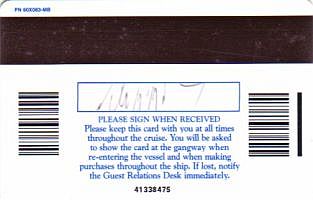 PN 60X083-MB
PLEASE SIGN WHEN RECEIVED
Please keep this card with you at all times
throughout the cruise. You will be asked
to show the card at the gangway when
re-entering the vessel and when making
purchases throughout the ship. If lost, notify
the Guest Relations Desk immediately.
41338475